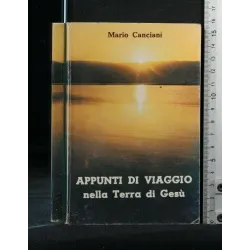 Mario Canciani
APPUNTI DI VIAGGIO
nella Terra di Gesù